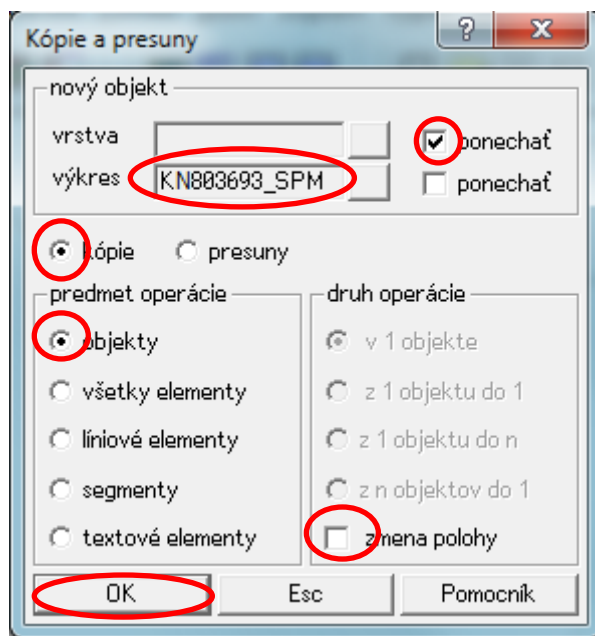 Kópie a presuny
nový objekt
vrstva ponechať
výkres KN803693_SPM ponechať
kópie presuny
predmet operácie druh operácie
objekty v 1 objekte
všetky elementy z 1 objektu do 1
líniové elementy z 1 objektu do n
segmenty z n objektov do 1
textové elementy zmena polohy
OK Esc Pomocník